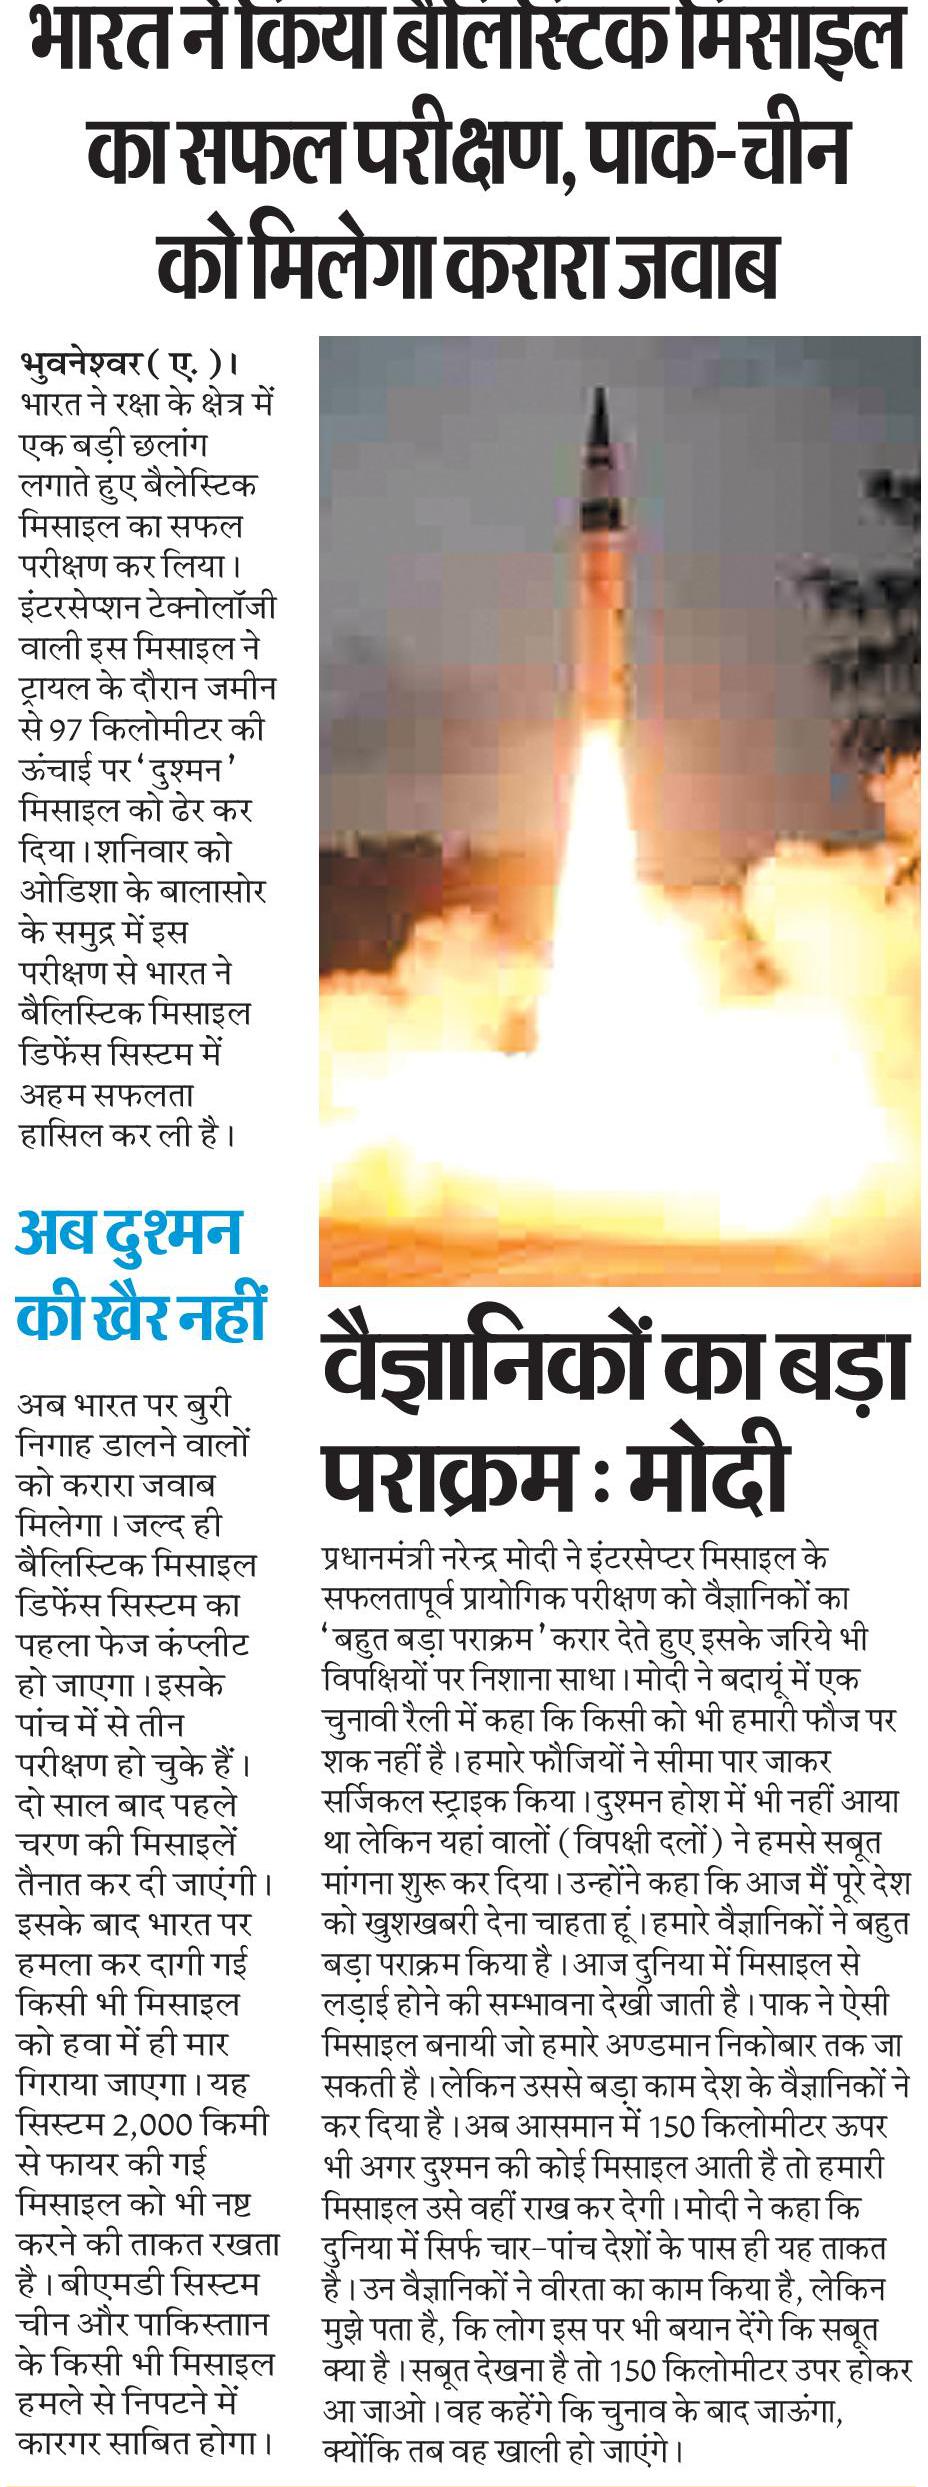 भारत ने किया बैलिस्टिक मिसाइल
का सफल परीक्षण, पाक-चीन
को मिलेगा करारा जवाब
भुवनेश्वर( ए. )।
भारत ने रक्षा के क्षेत्र में
एक बड़ी छलांग
लगाते हुए बैलेस्टिक
मिसाइल का सफल
परीक्षण कर लिया।
इंटरसेप्शन टेक्नोलॉजी
वाली इस मिसाइल ने
ट्रायल के दौरान जमीन
से 97 किलोमीटर की
ऊंचाई पर ‘दुश्मन’
मिसाइल को ढेर कर
दिया। शनिवार को
ओडिशा के बालासोर
के समुद्र में इस
परीक्षण से भारत ने
बैलिस्टिक मिसाइल
डिफेंस सिस्टम में
अहम सफलता
हासिल कर ली है।
अब दुश्मन
की खैर नहीं
अब भारत पर बुरी
निगाह डालने वालों
को करारा जवाब
मिलेगा। जल्द ही
बैलिस्टिक मिसाइल
डिफेंस सिस्टम का
पहला फेज कंप्लीट
हो जाएगा। इसके
पांच में से तीन
परीक्षण हो चुके हैं।
दो साल बाद पहले
चरण की मिसाइलें
तैनात कर दी जाएंगी।
इसके बाद भारत पर
हमला कर दागी गई
किसी भी मिसाइल
को हवा में ही मार
गिराया जाएगा। यह
सिस्टम 2,000 किमी
से फायर की गई
मिसाइल को भी नष्ट
करने की ताकत रखता
है। बीएमडी सिस्टम
चीन और पाकिस्ताान
के किसी भी मिसाइल
हमले से निपटने में
कारगर साबित होगा।
वैज्ञानिकों का बड़ा
पराक्रम : मोदी
प्रधानमंत्री नरेन्द्र मोदी ने इंटरसेप्टर मिसाइल के
सफलतापूर्व प्रायोगिक परीक्षण को वैज्ञानिकों का
‘बहुत बड़ा पराक्रम’ करार देते हुए इसके जरिये भी
विपक्षियों पर निशाना साधा। मोदी ने बदायूं में एक
चुनावी रैली में कहा कि किसी को भी हमारी फौज पर
शक नहीं है। हमारे फौजियों ने सीमा पार जाकर
सर्जिकल स्ट्राइक किया। दुश्मन होश में भी नहीं आया
था लेकिन यहां वालों (विपक्षी दलों) ने हमसे सबूत
मांगना शुरू कर दिया। उन्होंने कहा कि आज मैं पूरे देश
को खुशखबरी देना चाहता हूं। हमारे वैज्ञानिकों ने बहुत
बड़ा पराक्रम किया है। आज दुनिया में मिसाइल से
लड़ाई होने की सम्भावना देखी जाती है। पाक ने ऐसी
मिसाइल बनायी जो हमारे अण्डमान निकोबार तक जा
सकती है। लेकिन उससे बड़ा काम देश के वैज्ञानिकों ने
कर दिया है। अब आसमान में 150 किलोमीटर ऊपर
भी अगर दुश्मन की कोई मिसाइल आती है तो हमारी
मिसाइल उसे वहीं राख कर देगी। मोदी ने कहा कि
दुनिया में सिर्फ चार-पांच देशों के पास ही यह ताकत
है। उन वैज्ञानिकों ने वीरता का काम किया है, लेकिन
मुझे पता है, कि लोग इस पर भी बयान देंगे कि सबूत
क्या है। सबूत देखना है तो 150 किलोमीटर उपर होकर
आ जाओ। वह कहेंगे कि चुनाव के बाद जाऊंगा,
क्योंकि तब वह खाली हो जाएंगे।